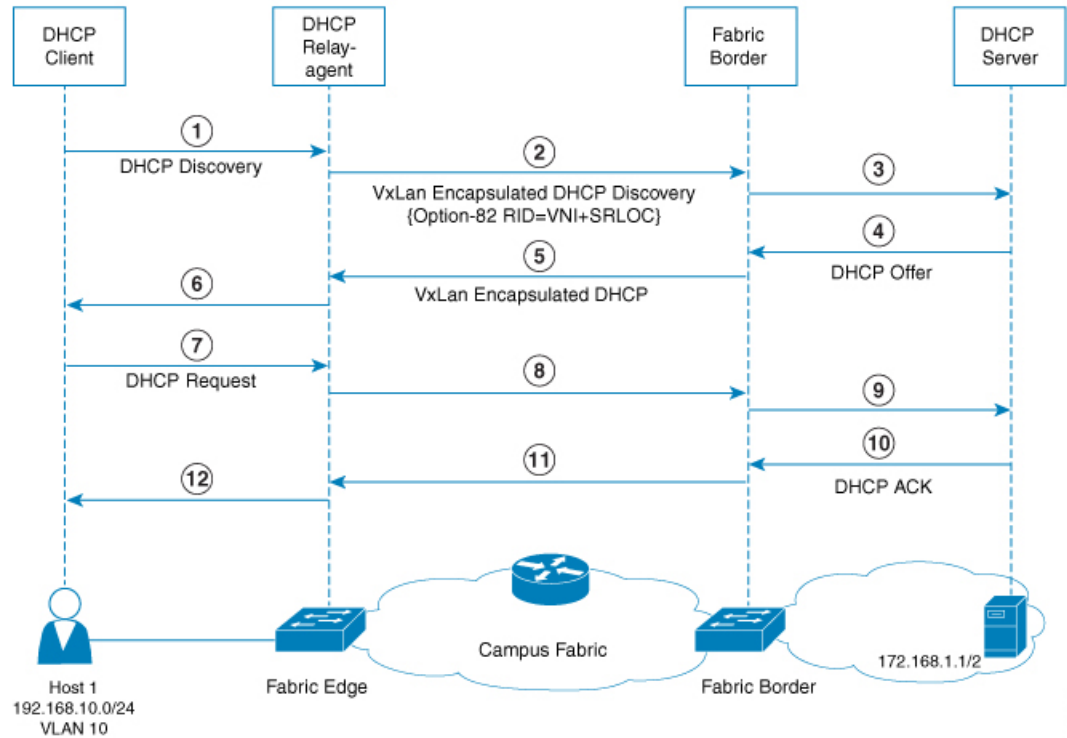 DHCP
Client
DHCP
Relay-
agent
Fabric
Border
DHCP
Server
1
DHCP Discovery
2
VxLan Encapsulated DHCP Discovery
{Option-82 RID=VNI+SRLOC}
3
4
DHCP Offer
5
VxLan Encapsulated DHCP
6
7
DHCP Request
8
9
10
DHCP ACK
11
12
Campus Fabric
172.168.1.1/2
Host 1
192.168.10.0/24
VLAN 10
Fabric Edge
Fabric Border